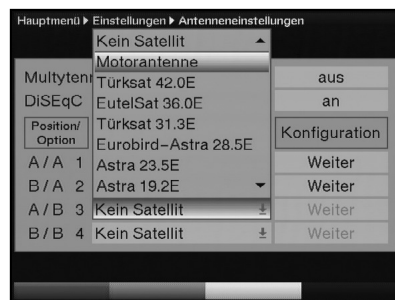 Hauptmenü ▶ Einstellungen ▶ Antenneneinstellungen
Kein Satellit
Motorantenne
Multyten aus
Türksat 42.0E
DiSEqC an
EutelSat 36.0E
Position/
Option
Türksat 31.3E
Konfiguration
Eurobird–Astra 28.5E
A / A 1 Astra 23.5E Weiter
B / A 2 Astra 19.2E Weiter
A / B 3 Kein Satellit Weiter
B / B 4 Kein Satellit Weiter